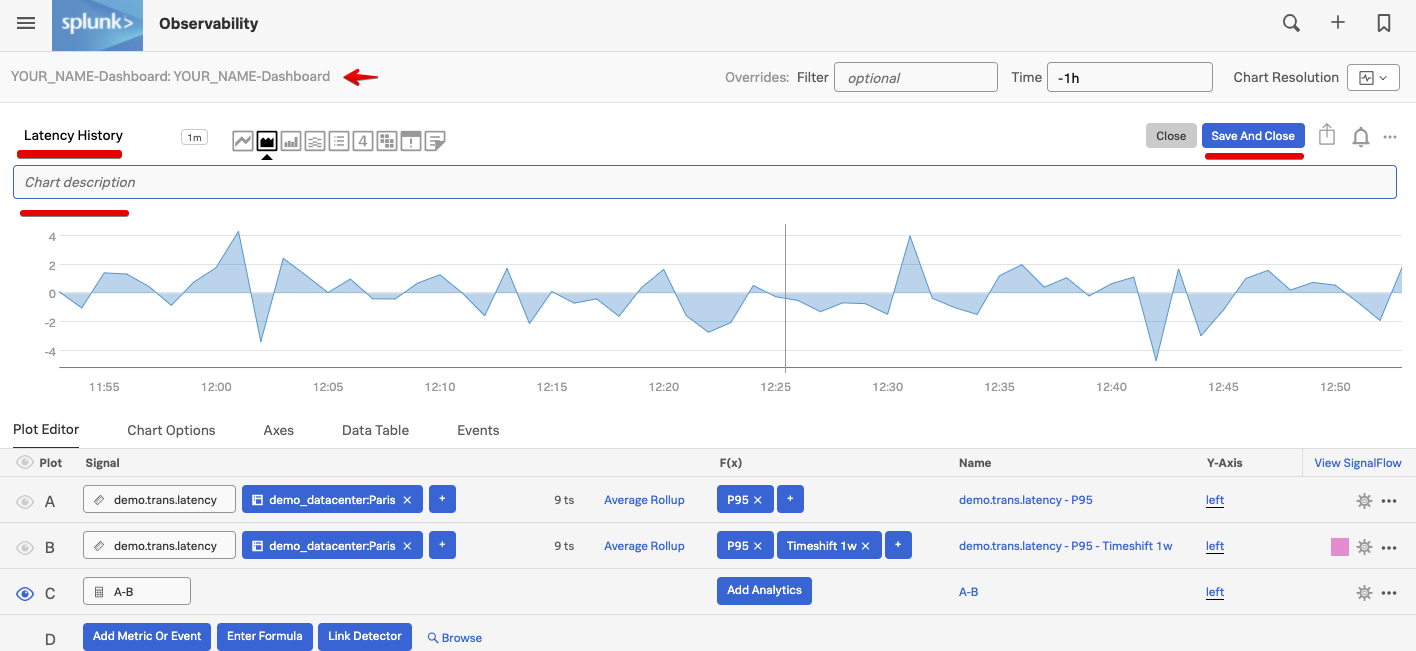 splunk> Observability
YOUR_NAME-Dashboard: YOUR_NAME-Dashboard Overrides: Filter optional Time -1h Chart Resolution
Latency History 1m 4 ! Close Save And Close
Chart description
4
2
0
-2
-4
11:55 12:00 12:05 12:10 12:15 12:20 12:25 12:30 12:35 12:40 12:45 12:50
Plot Editor Chart Options Axes Data Table Events
Plot Signal F(x) Name Y-Axis View SignalFlow
A demo.trans.latency demo_datacenter:Paris × + 9 ts Average Rollup P95 × + demo.trans.latency - P95 left
B demo.trans.latency demo_datacenter:Paris × + 9 ts Average Rollup P95 × Timeshift 1w × + demo.trans.latency - P95 - Timeshift 1w left
C A-B Add Analytics A-B left
D Add Metric Or Event Enter Formula Link Detector Browse